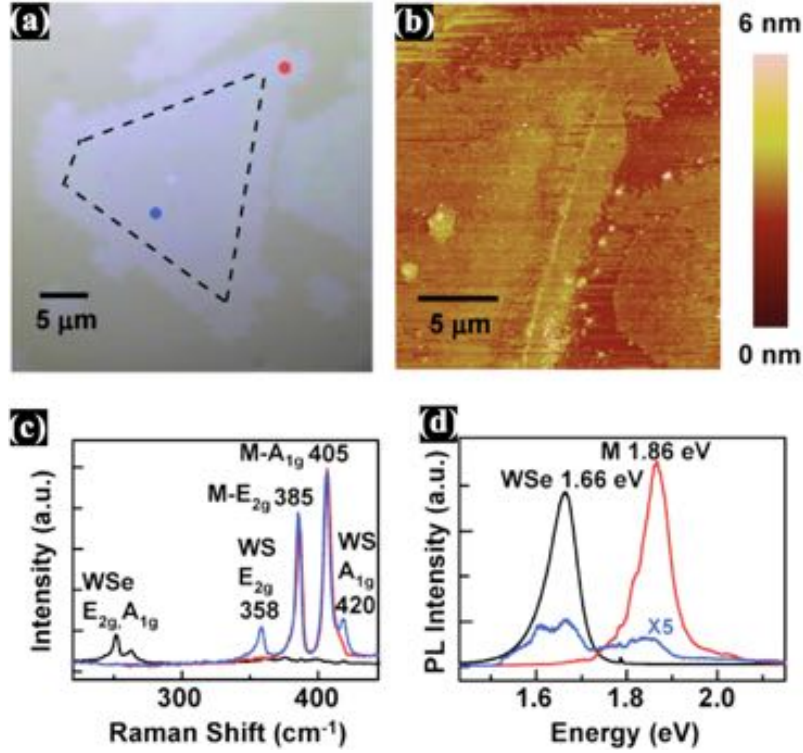 (a)
5 μm
(b)
5 μm
6 nm
0 nm
(c)
M-A1g 405
M-E2g 385
WS
E2g
358
WS
A1g
420
WSe
E2g, A1g
Intensity (a.u.)
300
400
Raman Shift (cm-1)
(d)
M 1.86 eV
WSe 1.66 eV
X5
PL Intensity (a.u.)
1.6
1.8
2.0
Energy (eV)